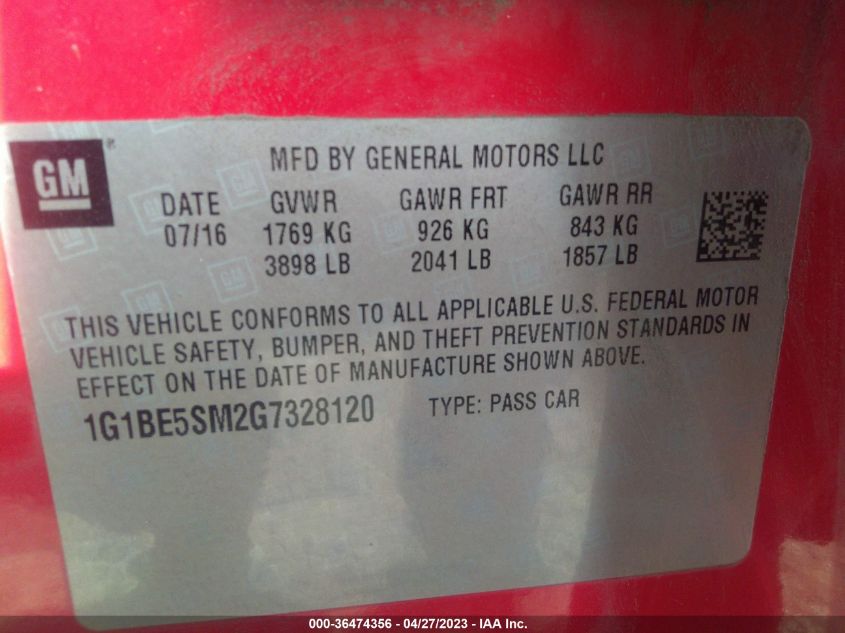 GM ®
MFD BY GENERAL MOTORS LLC
DATE GVWR GAWR FRT GAWR RR
07/16 1769 KG 926 KG 843 KG
3898 LB 2041 LB 1857 LB
THIS VEHICLE CONFORMS TO ALL APPLICABLE U.S. FEDERAL MOTOR
VEHICLE SAFETY, BUMPER, AND THEFT PREVENTION STANDARDS IN
EFFECT ON THE DATE OF MANUFACTURE SHOWN ABOVE.
1G1BE5SM2G7328120 TYPE: PASS CAR
000-36474356 - 04/27/2023 - IAA Inc.